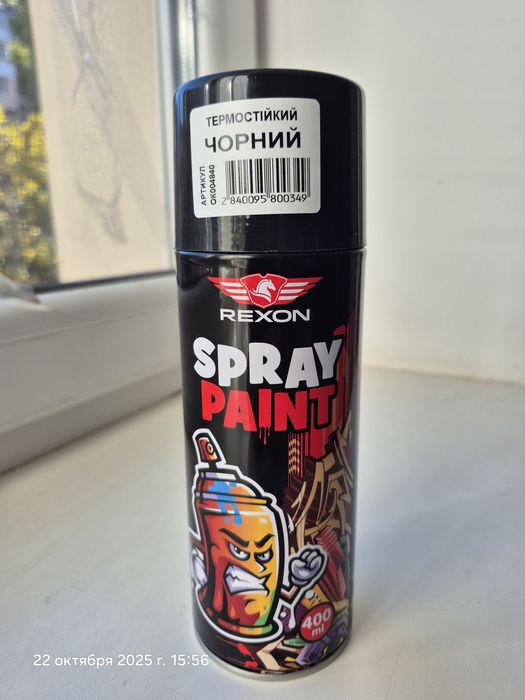 ТЕРМОСТІЙКИЙ
ЧОРНИЙ
АРТИКУЛ
OK004840
2 840095 800349
REXON
SPRAY
PAINT
400
ml
22 октября 2025 г. 15:56